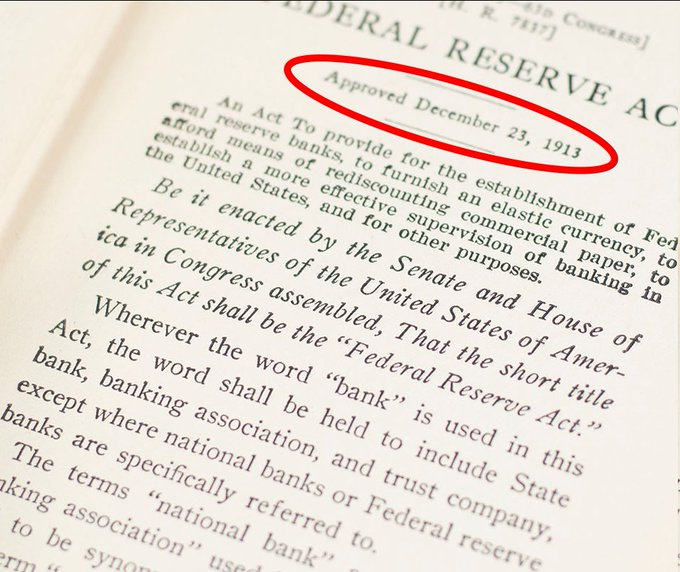 —63D CONGRESS]
[H. R. 7837]
FEDERAL RESERVE AC
Approved December 23, 1913
An Act To provide for the establishment of Fed
eral reserve banks, to furnish an elastic currency, to
afford means of rediscounting commercial paper, to
establish a more effective supervision of banking in
the United States, and for other purposes.
Be it enacted by the Senate and House of
Representatives of the United States of Amer-
ica in Congress assembled, That the short title
of this Act shall be the “Federal Reserve Act.”
Wherever the word “bank” is used in this
Act, the word shall be held to include State
bank, banking association, and trust company,
except where national banks or Federal reserve
banks are specifically referred to.
The terms “national bank”
nking association” used
to be synon
erm “